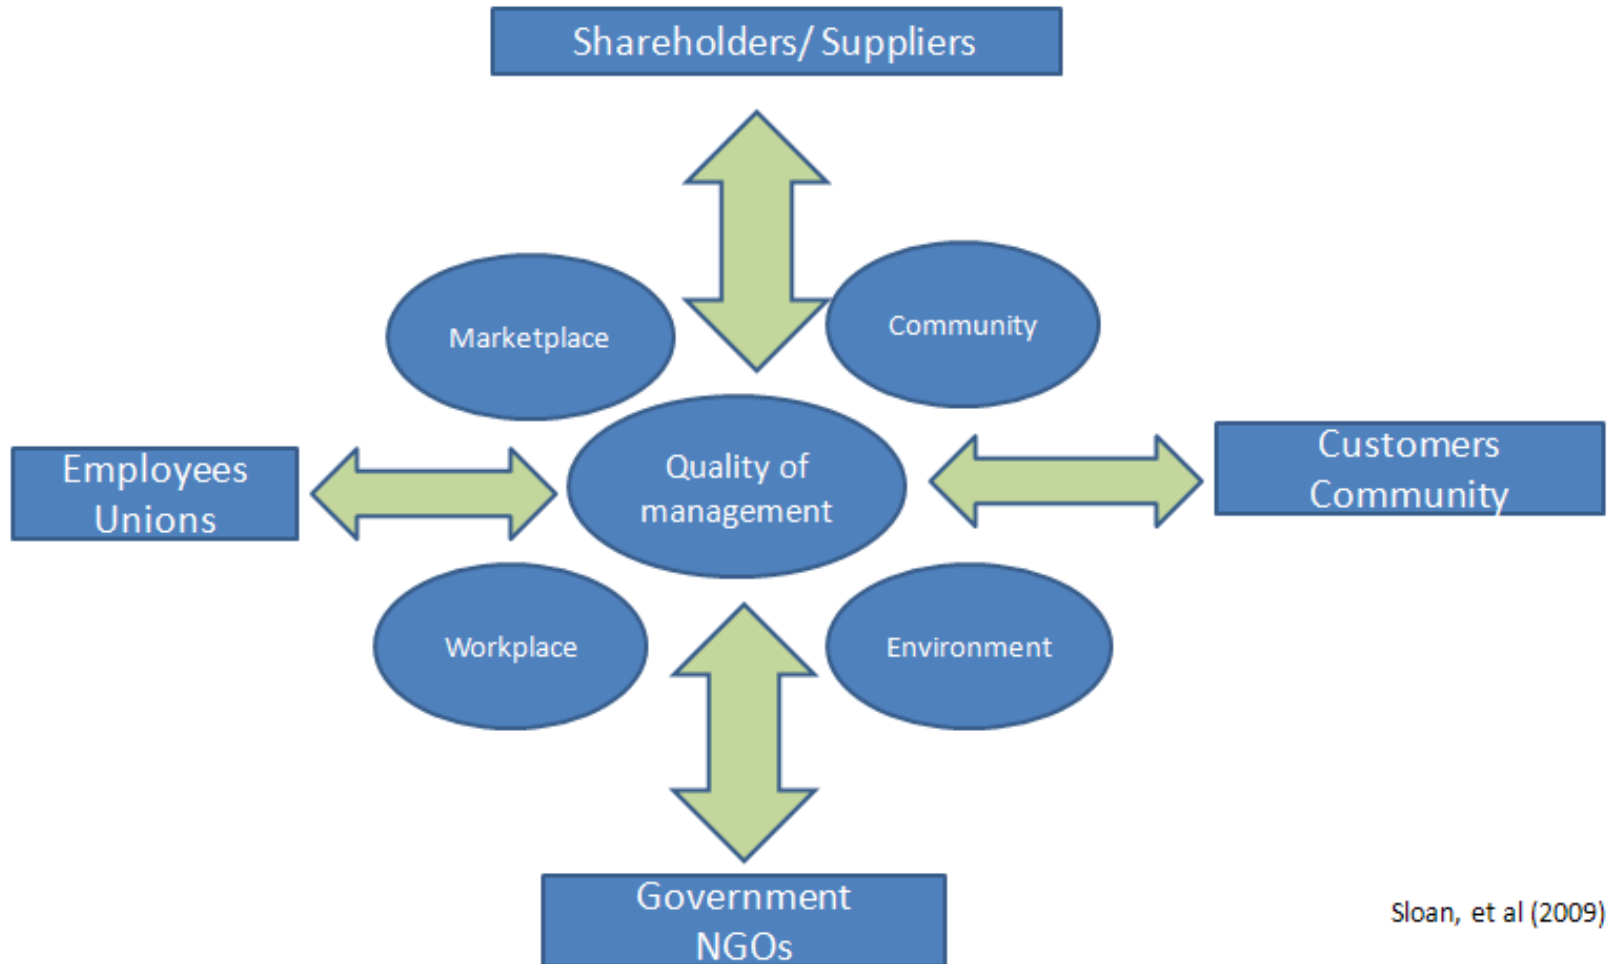 Shareholders/ Suppliers
Marketplace
Community
Employees
Unions
Quality of
management
Customers
Community
Workplace
Environment
Government
NGOs
Sloan, et al (2009)